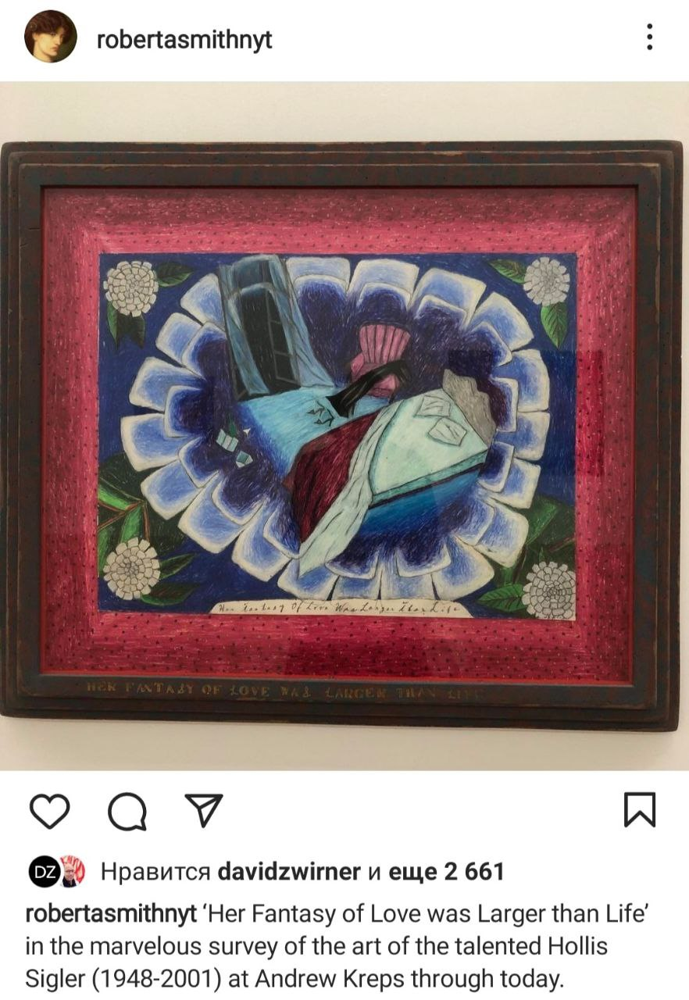 robertasmithnyt
Her Fantasy Of Love Was Larger Than Life
HER FANTASY OF LOVE WAS LARGER THAN LIFE
DZ
Нравится davidzwirner и еще 2 661
robertasmithnyt ‘Her Fantasy of Love was Larger than Life’
in the marvelous survey of the art of the talented Hollis
Sigler (1948-2001) at Andrew Kreps through today.